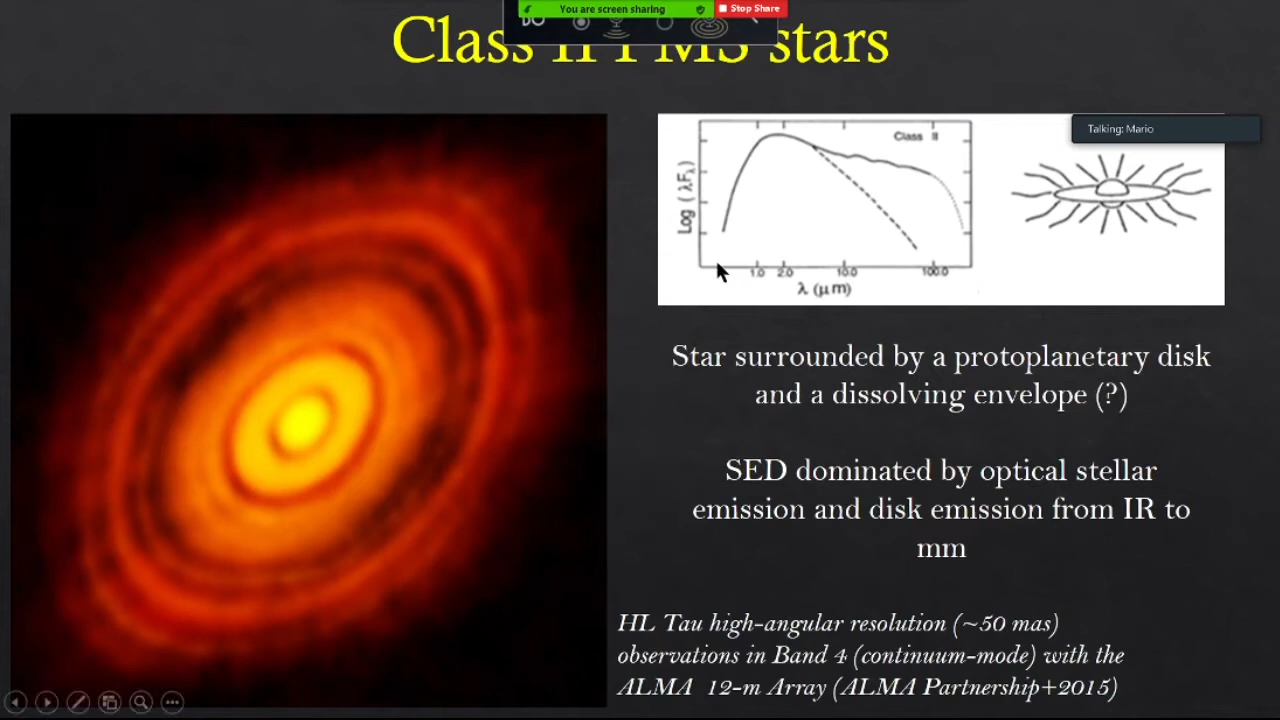 You are screen sharing
Stop Share
Class II PMS stars
Talking: Mario
Class II
Log ( λFλ)
1.0 2.0 10.0 100.0
λ (μm)
Star surrounded by a protoplanetary disk
and a dissolving envelope (?)
SED dominated by optical stellar
emission and disk emission from IR to
mm
HL Tau high-angular resolution (~50 mas)
observations in Band 4 (continuum-mode) with the
ALMA 12-m Array (ALMA Partnership+2015)